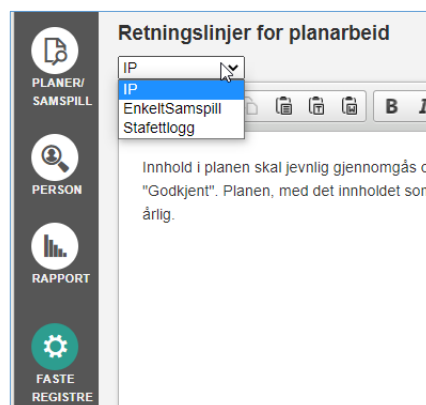 Retningslinjer for planarbeid
IP
IP
EnkeltSamspill
Stafettlogg
B I
Innhold i planen skal jevnlig gjennomgås
"Godkjent". Planen, med det innholdet som
årlig.
PLANER/
SAMSPILL
PERSON
RAPPORT
FASTE
REGISTRE